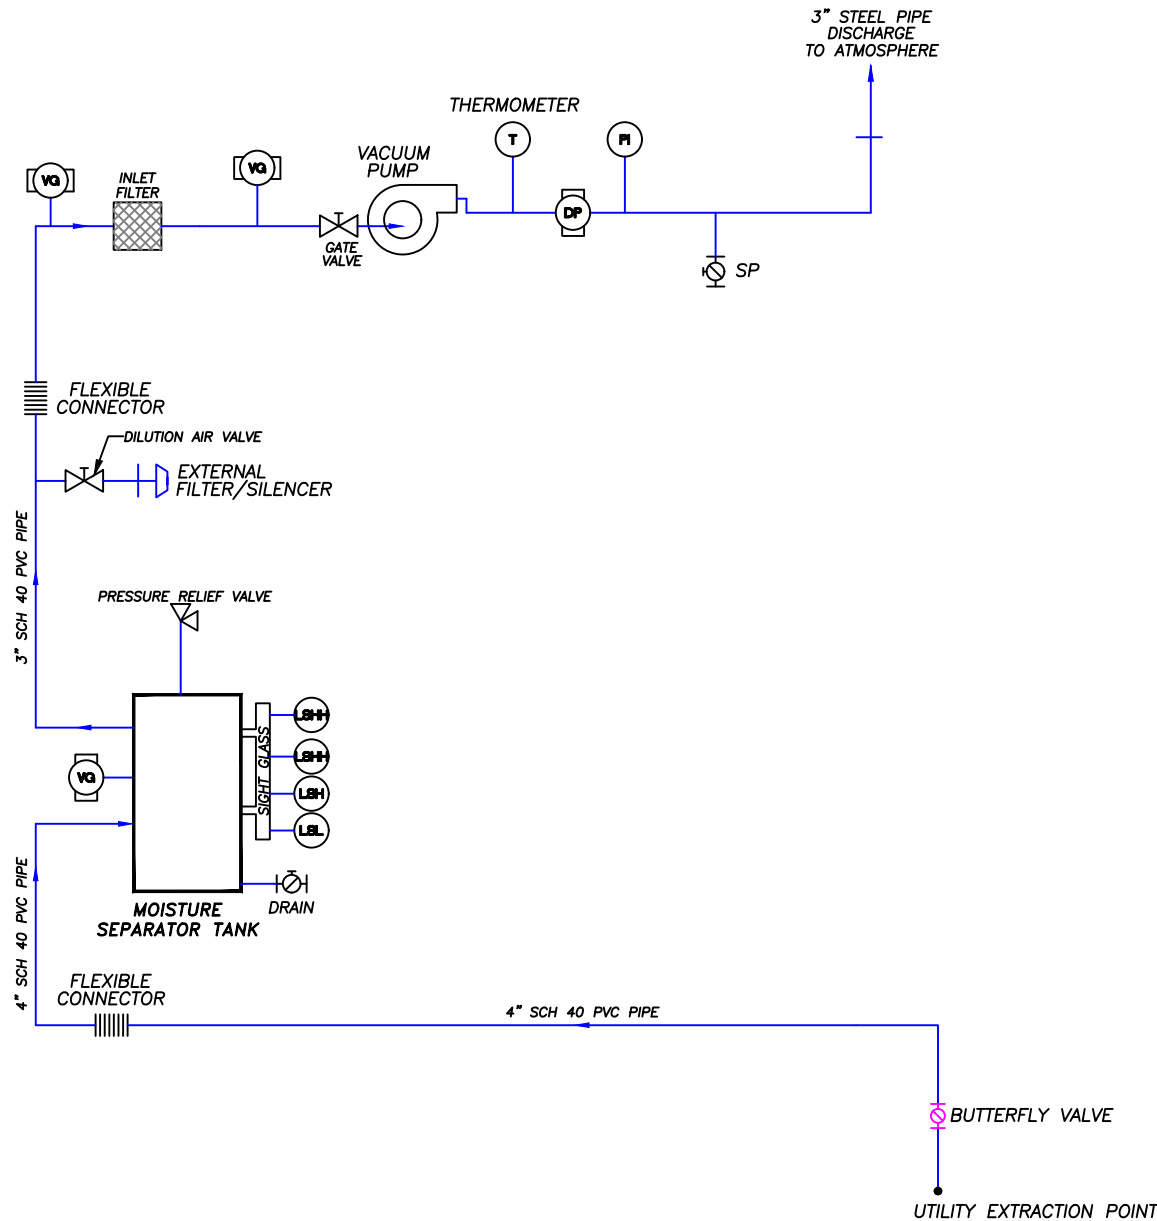 3" STEEL PIPE
DISCHARGE
TO ATMOSPHERE
THERMOMETER
T
PI
VACUUM
PUMP
VG
INLET
FILTER
VG
DP
GATE
VALVE
SP
FLEXIBLE
CONNECTOR
DILUTION AIR VALVE
EXTERNAL
FILTER/SILENCER
3" SCH 40 PVC PIPE
PRESSURE RELIEF VALVE
LSHH
LSHH
LSH
LSL
SIGHT GLASS
VG
4" SCH 40 PVC PIPE
MOISTURE
SEPARATOR TANK
DRAIN
FLEXIBLE
CONNECTOR
4" SCH 40 PVC PIPE
BUTTERFLY VALVE
UTILITY EXTRACTION POINT